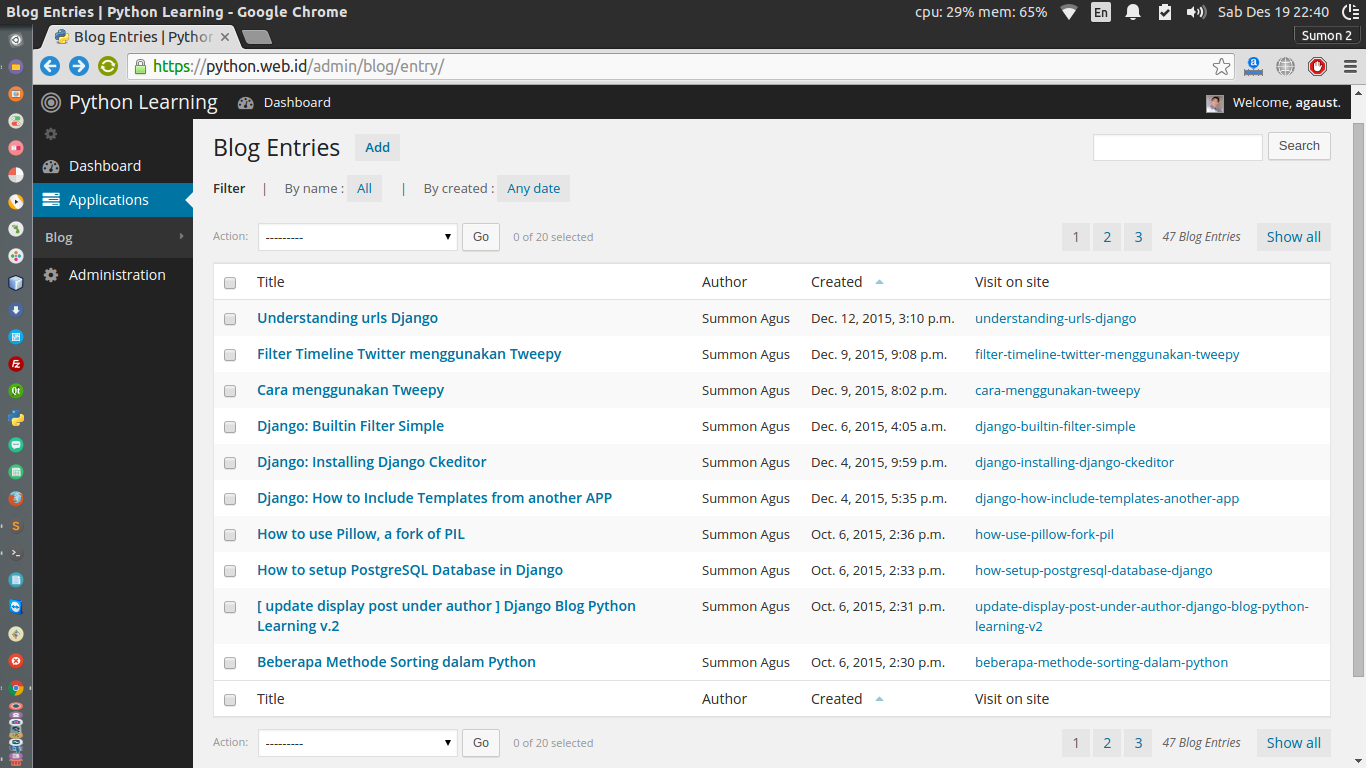 Blog Entries | Python Learning - Google Chrome
cpu: 29% mem: 65% En Sab Des 19 22:40
Blog Entries | Pytho
Sumon 2
https://python.web.id/admin/blog/entry/
Python Learning Dashboard Welcome, agaust.
Dashboard
Applications
Blog
Administration
Blog Entries Add Search
Filter | By name : All | By created : Any date
Action: --------- Go 0 of 20 selected 1 2 3 47 Blog Entries Show all
Title Author Created Visit on site
Understanding urls Django Summon Agus Dec. 12, 2015, 3:10 p.m. understanding-urls-django
Filter Timeline Twitter menggunakan Tweepy Summon Agus Dec. 9, 2015, 9:08 p.m. filter-timeline-twitter-menggunakan-tweepy
Cara menggunakan Tweepy Summon Agus Dec. 9, 2015, 8:02 p.m. cara-menggunakan-tweepy
Django: Builtin Filter Simple Summon Agus Dec. 6, 2015, 4:05 a.m. django-builtin-filter-simple
Django: Installing Django Ckeditor Summon Agus Dec. 4, 2015, 9:59 p.m. django-installing-django-ckeditor
Django: How to Include Templates from another APP Summon Agus Dec. 4, 2015, 5:35 p.m. django-how-include-templates-another-app
How to use Pillow, a fork of PIL Summon Agus Oct. 6, 2015, 2:36 p.m. how-use-pillow-fork-pil
How to setup PostgreSQL Database in Django Summon Agus Oct. 6, 2015, 2:33 p.m. how-setup-postgresql-database-django
[ update display post under author ] Django Blog Python Summon Agus Oct. 6, 2015, 2:31 p.m. update-display-post-under-author-django-blog-python-
Learning v.2 learning-v2
Beberapa Methode Sorting dalam Python Summon Agus Oct. 6, 2015, 2:30 p.m. beberapa-methode-sorting-dalam-python
Title Author Created Visit on site
Action: --------- Go 0 of 20 selected 1 2 3 47 Blog Entries Show all